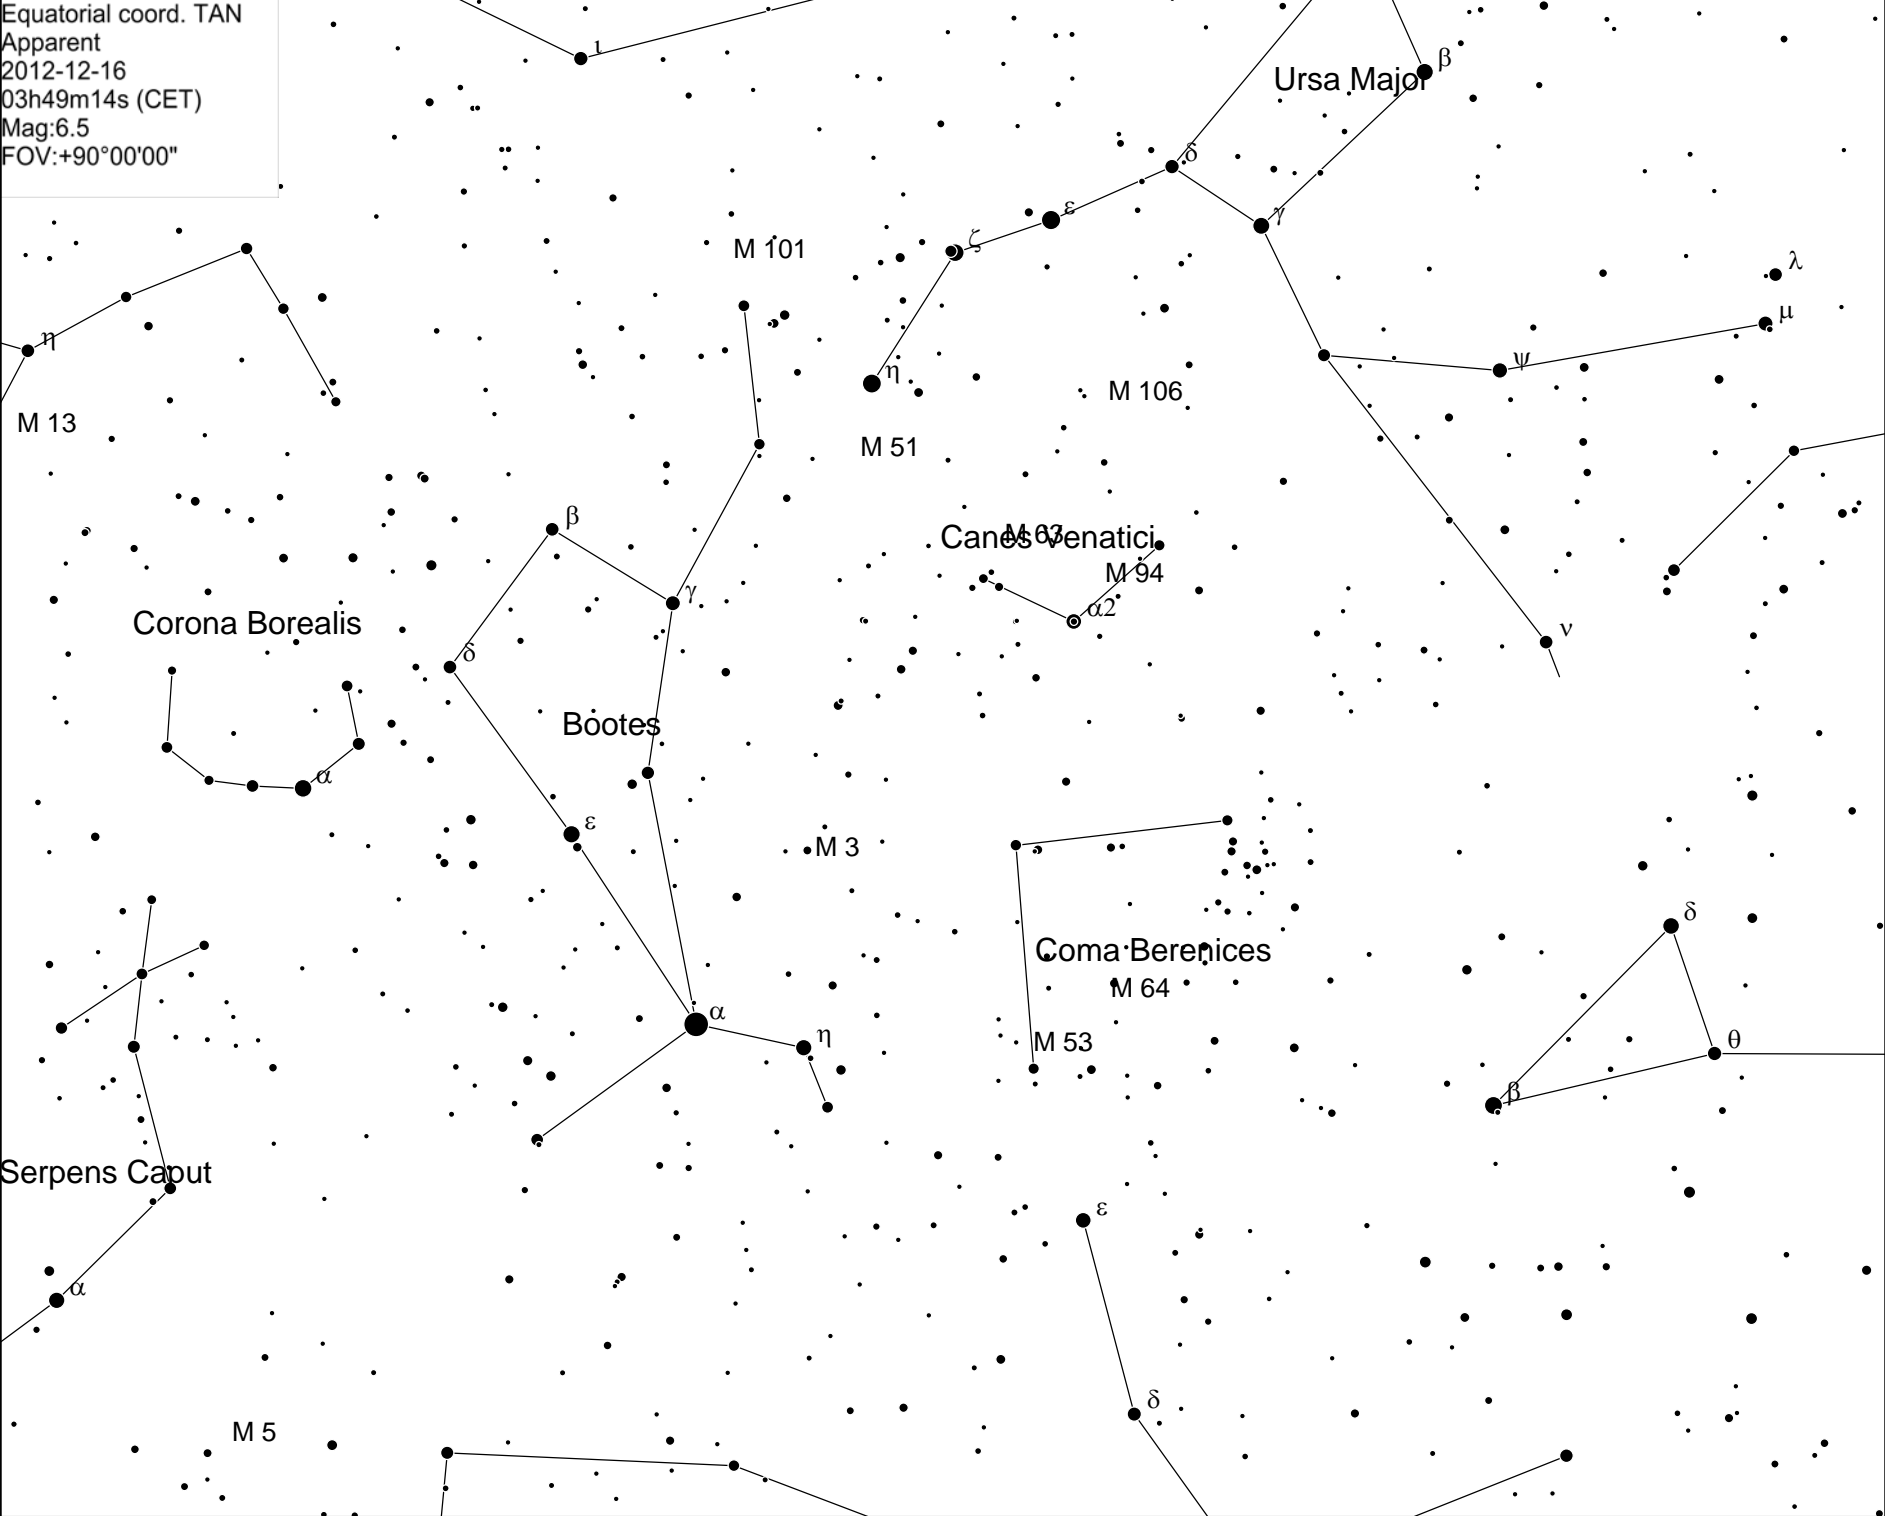 Equatorial coord. TAN
Apparent
2012-12-16
03h49m14s (CET)
Mag:6.5
FOV:+90°00'00"
ι
β
Ursa Major
δ
ε
γ
ζ
M 101
λ
μ
η
ψ
η
M 106
M 13
M 51
β
M 63
Canes Venatici
M 94
γ
α2
Corona Borealis
ν
δ
Bootes
α
ε
M 3
δ
Coma Berenices
M 64
α
η
M 53
θ
β
Serpens Caput
ε
α
δ
M 5